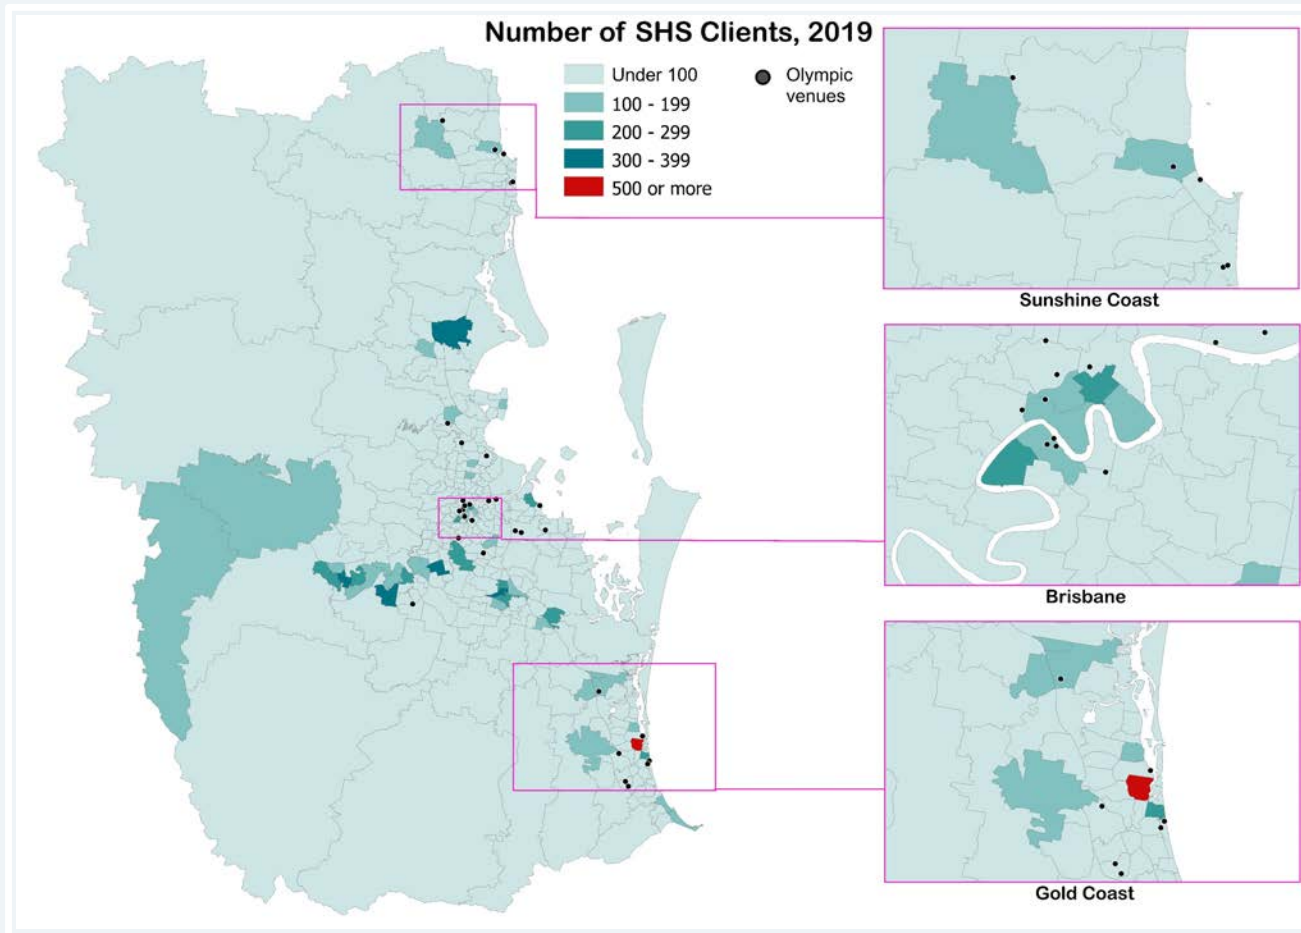 Number of SHS Clients, 2019
Under 100
100 - 199
200 - 299
300 - 399
500 or more
Olympic
venues
Sunshine Coast
Brisbane
Gold Coast